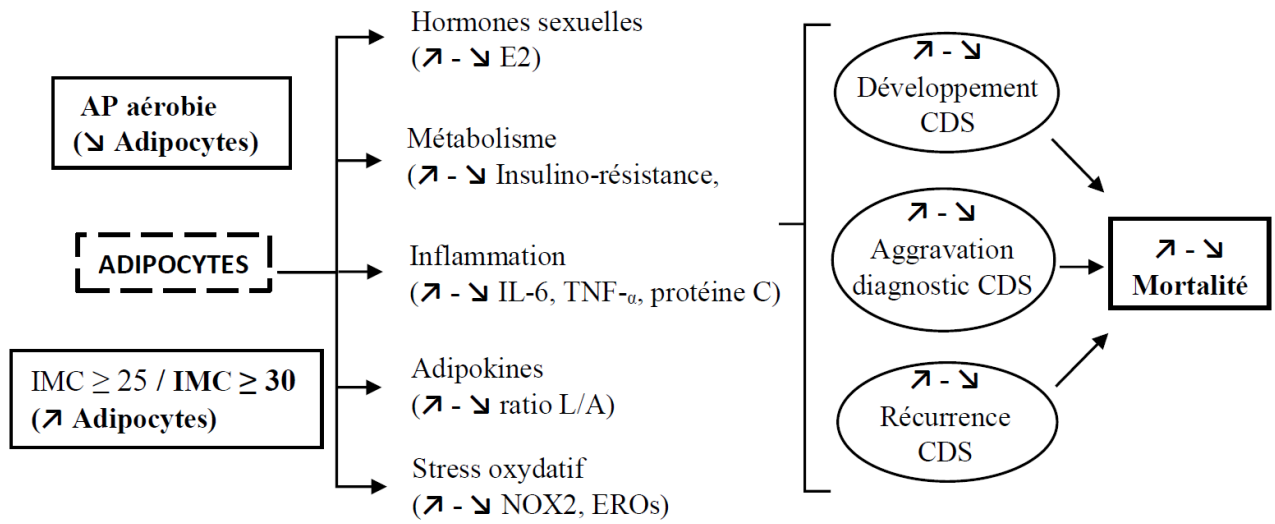 AP aérobie
(↘ Adipocytes)
ADIPOCYTES
IMC ≥ 25 / IMC ≥ 30
(↗ Adipocytes)
Hormones sexuelles
(↗ - ↘ E2)
Métabolisme
(↗ - ↘ Insulino-résistance,
Inflammation
(↗ - ↘ IL-6, TNF-α, protéine C)
Adipokines
(↗ - ↘ ratio L/A)
Stress oxydatif
(↗ - ↘ NOX2, EROs)
↗ - ↘
Développement
CDS
↗ - ↘
Aggravation
diagnostic CDS
↗ - ↘
Récurrence
CDS
↗ - ↘
Mortalité